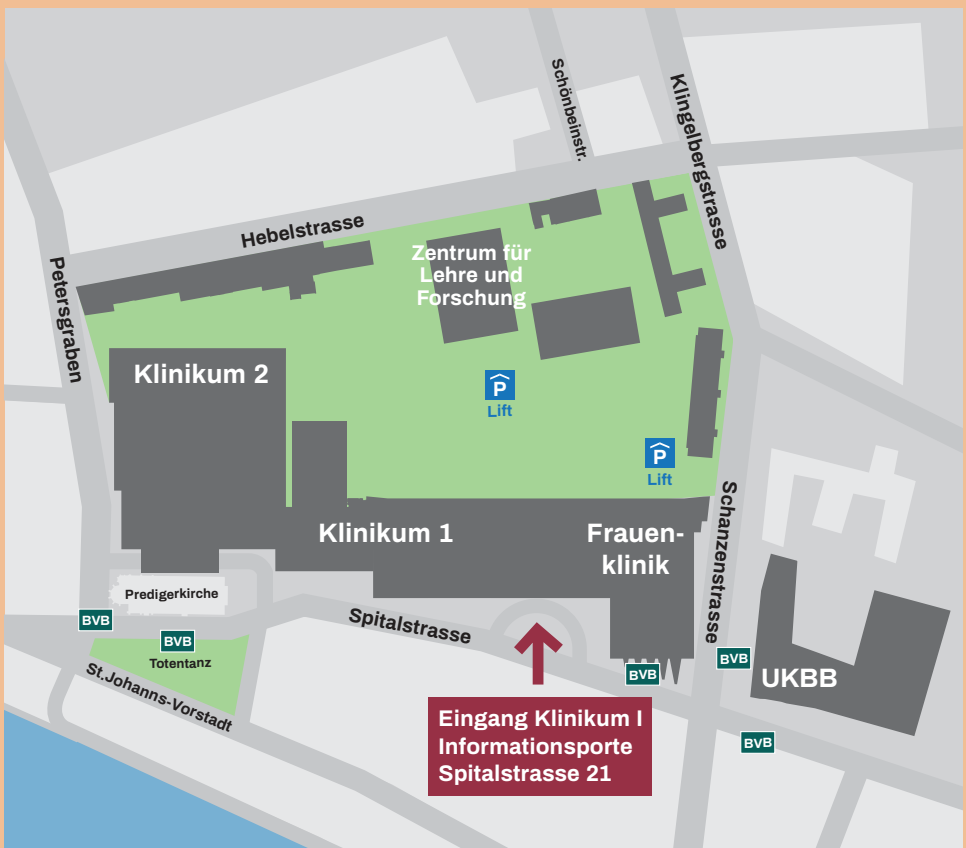 Schönbeinstr.
Klingelbergstrasse
Hebelstrasse
Petersgraben
Zentrum für
Lehre und
Forschung
Klinikum 2
P
Lift
P
Lift
Klinikum 1
Frauen-
klinik
Schanzenstrasse
Predigerkirche
BVB
BVB
Totentanz
St.Johanns-Vorstadt
Spitalstrasse
BVB
BVB
UKBB
BVB
Eingang Klinikum I
Informationsporte
Spitalstrasse 21